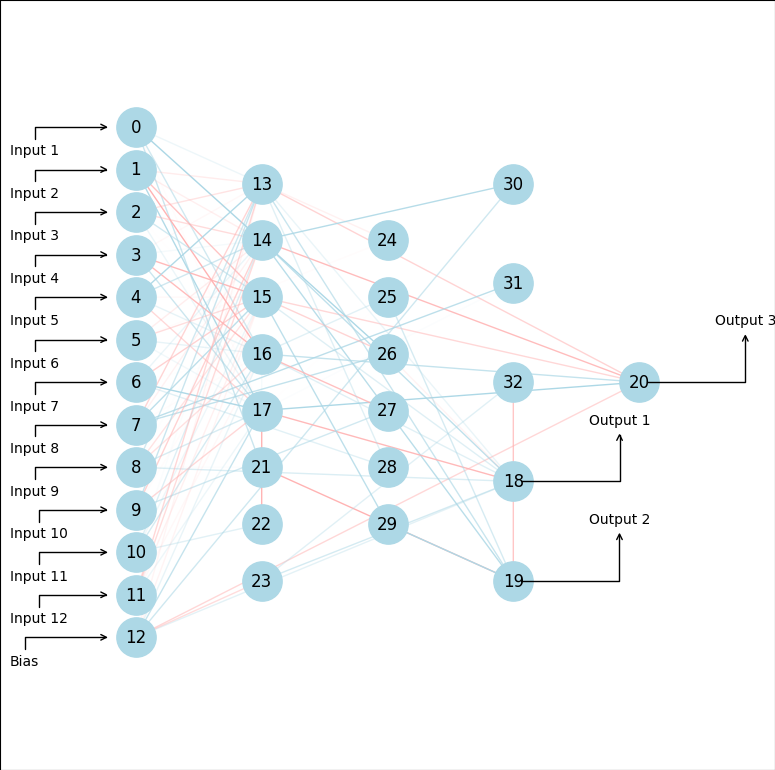 0
Input 1
1
Input 2
2
Input 3
3
Input 4
4
Input 5
5
Input 6
6
Input 7
7
Input 8
8
Input 9
9
Input 10
10
Input 11
11
Input 12
12
Bias
13
14
15
16
17
21
22
23
24
25
26
27
28
29
30
31
32
18
19
20
Output 3
Output 1
Output 2